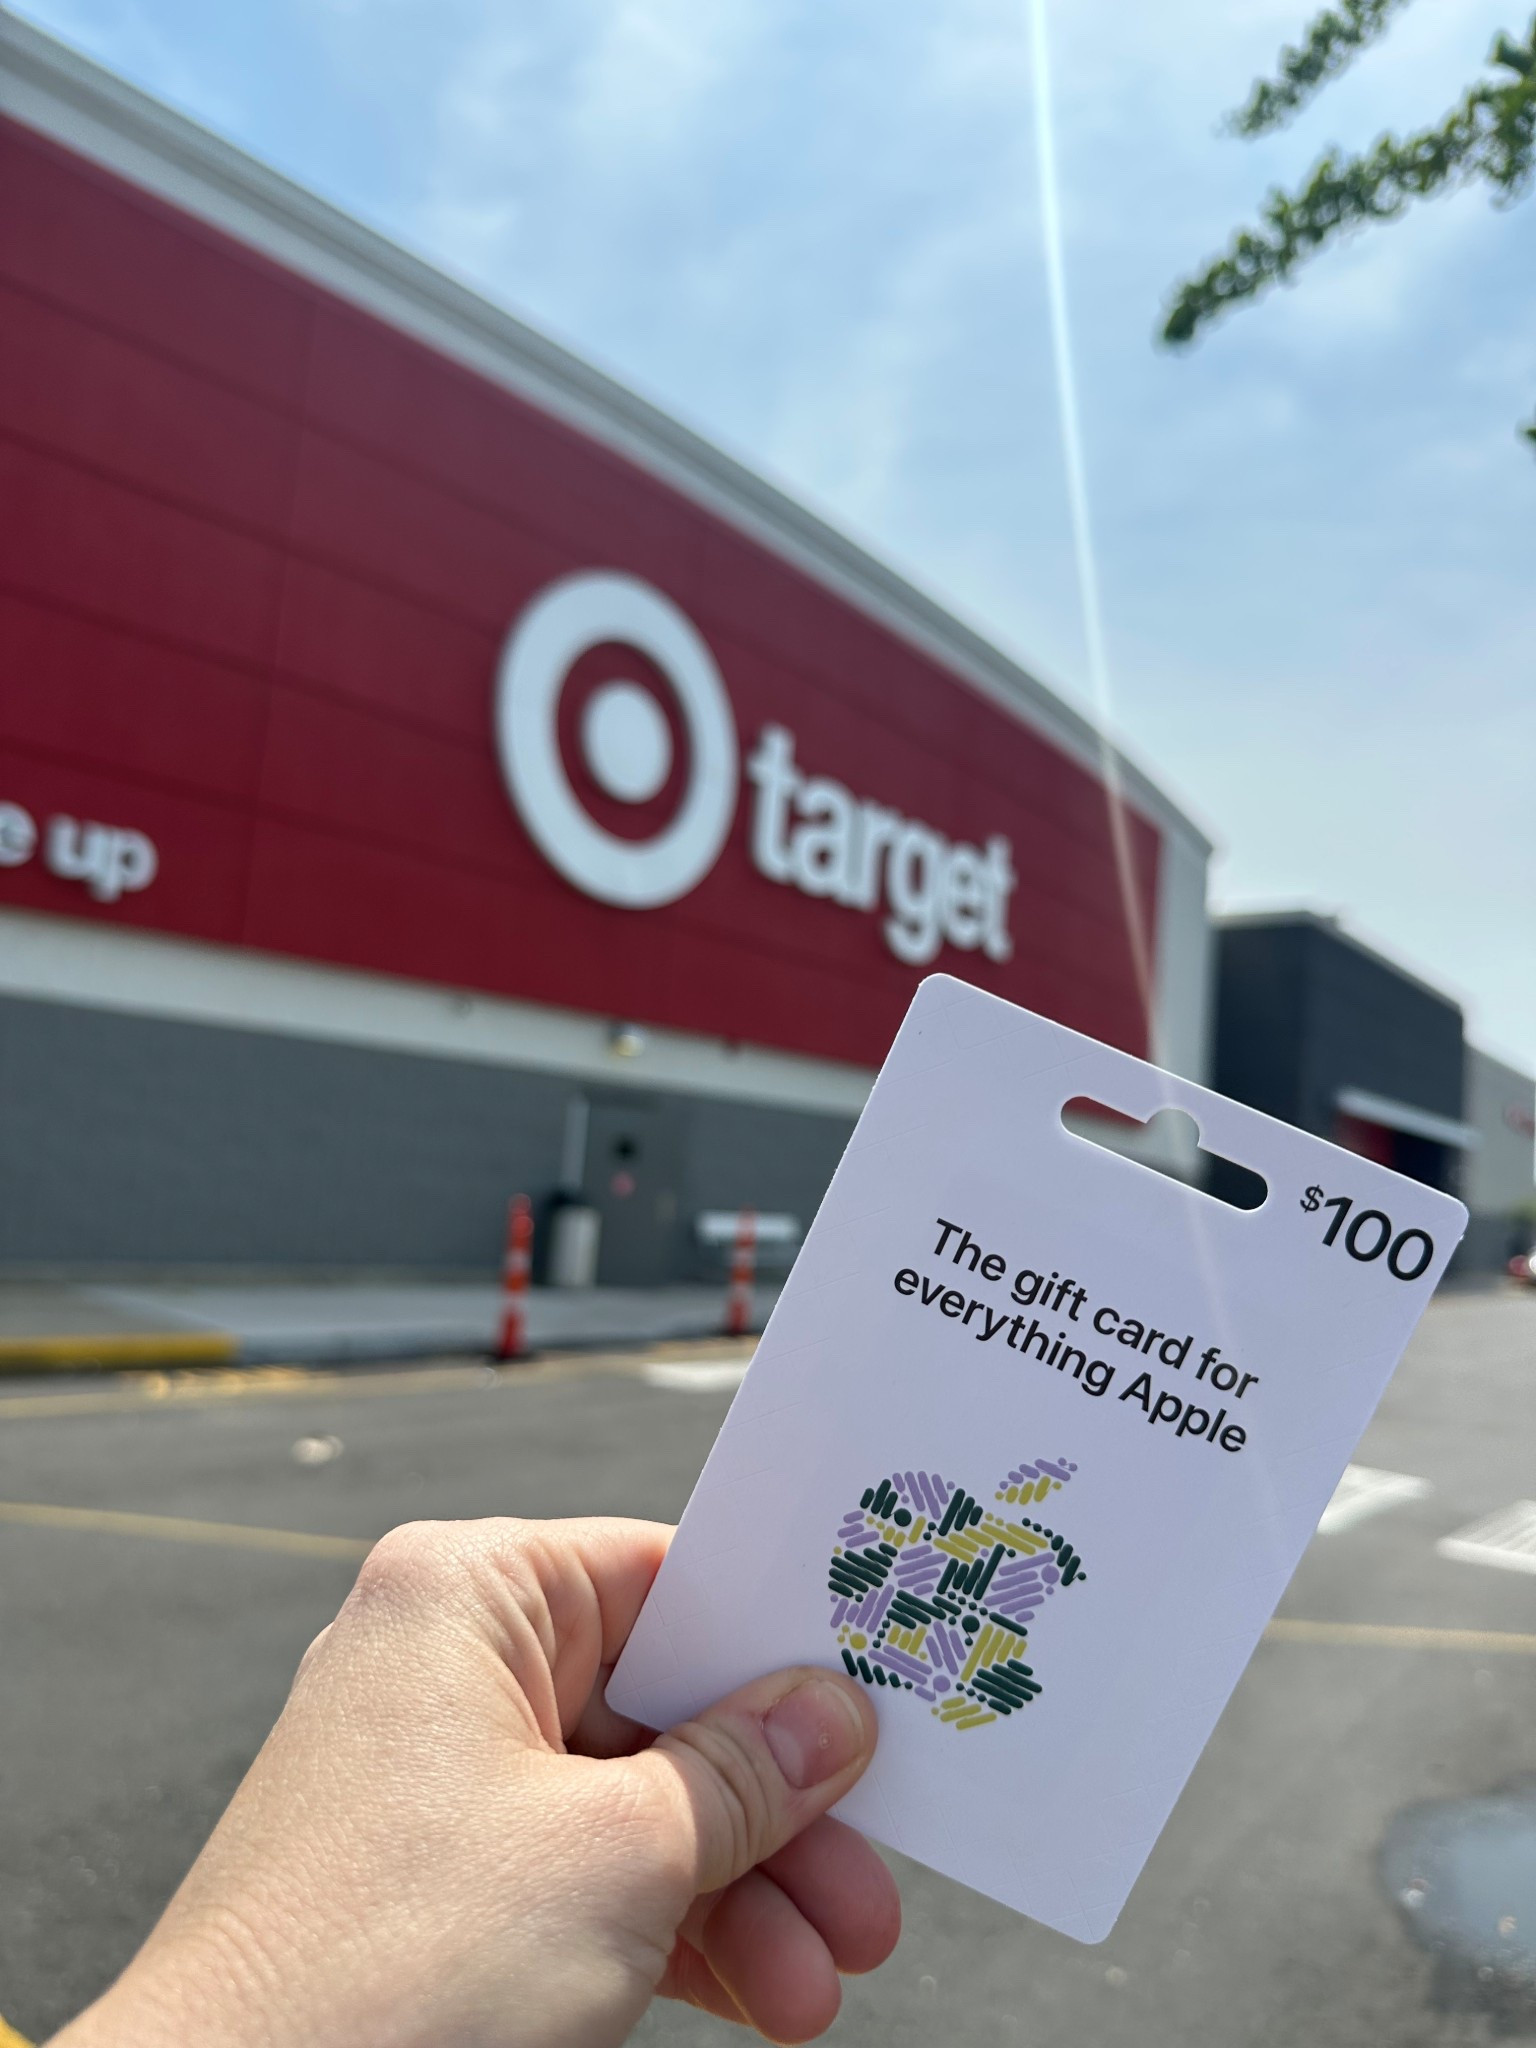 target
e up
$100
The gift card for
everything Apple